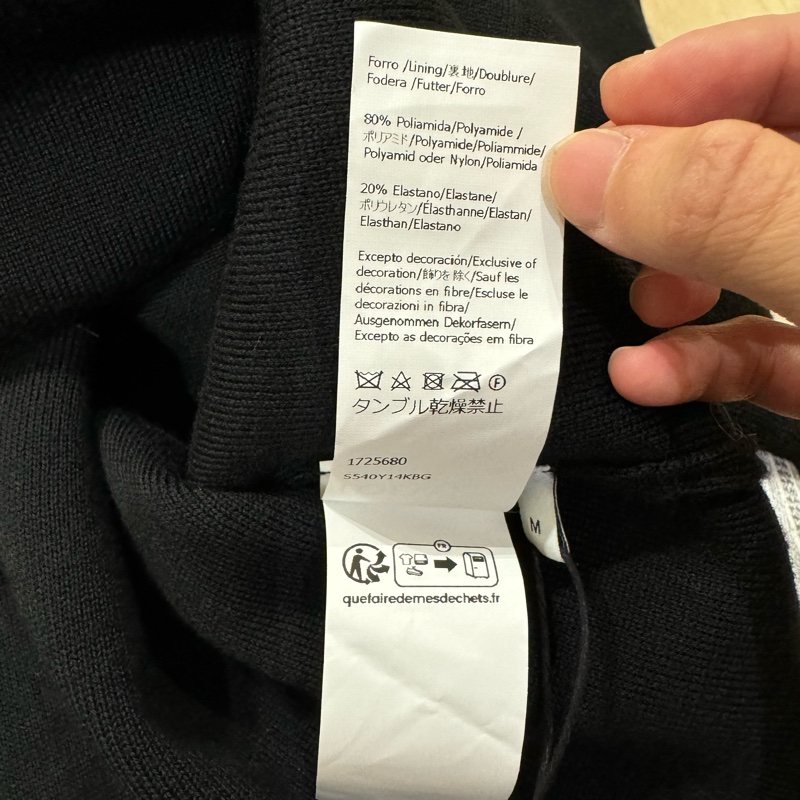 Forro /Lining/裏地/Doublure/
Fodera /Futter/Forro
80% Poliamida/Polyamide /
ポリアミド/Polyamide/Poliammide/
Polyamid oder Nylon/Poliamida
20% Elastano/Elastane/
ポリウレタン/Élasthanne/Elastan/
Elasthan/Elastano
Excepto decoración/Exclusive of
decoration/飾りを除く/Sauf les
décorations en fibre/Escluse le
decorazioni in fibra/
Ausgenommen Dekorfasern/
Excepto as decorações em fibra
F
タンブル乾燥禁止
1725680
S540Y14KBG
M
FR
quefairedemesdechets.fr